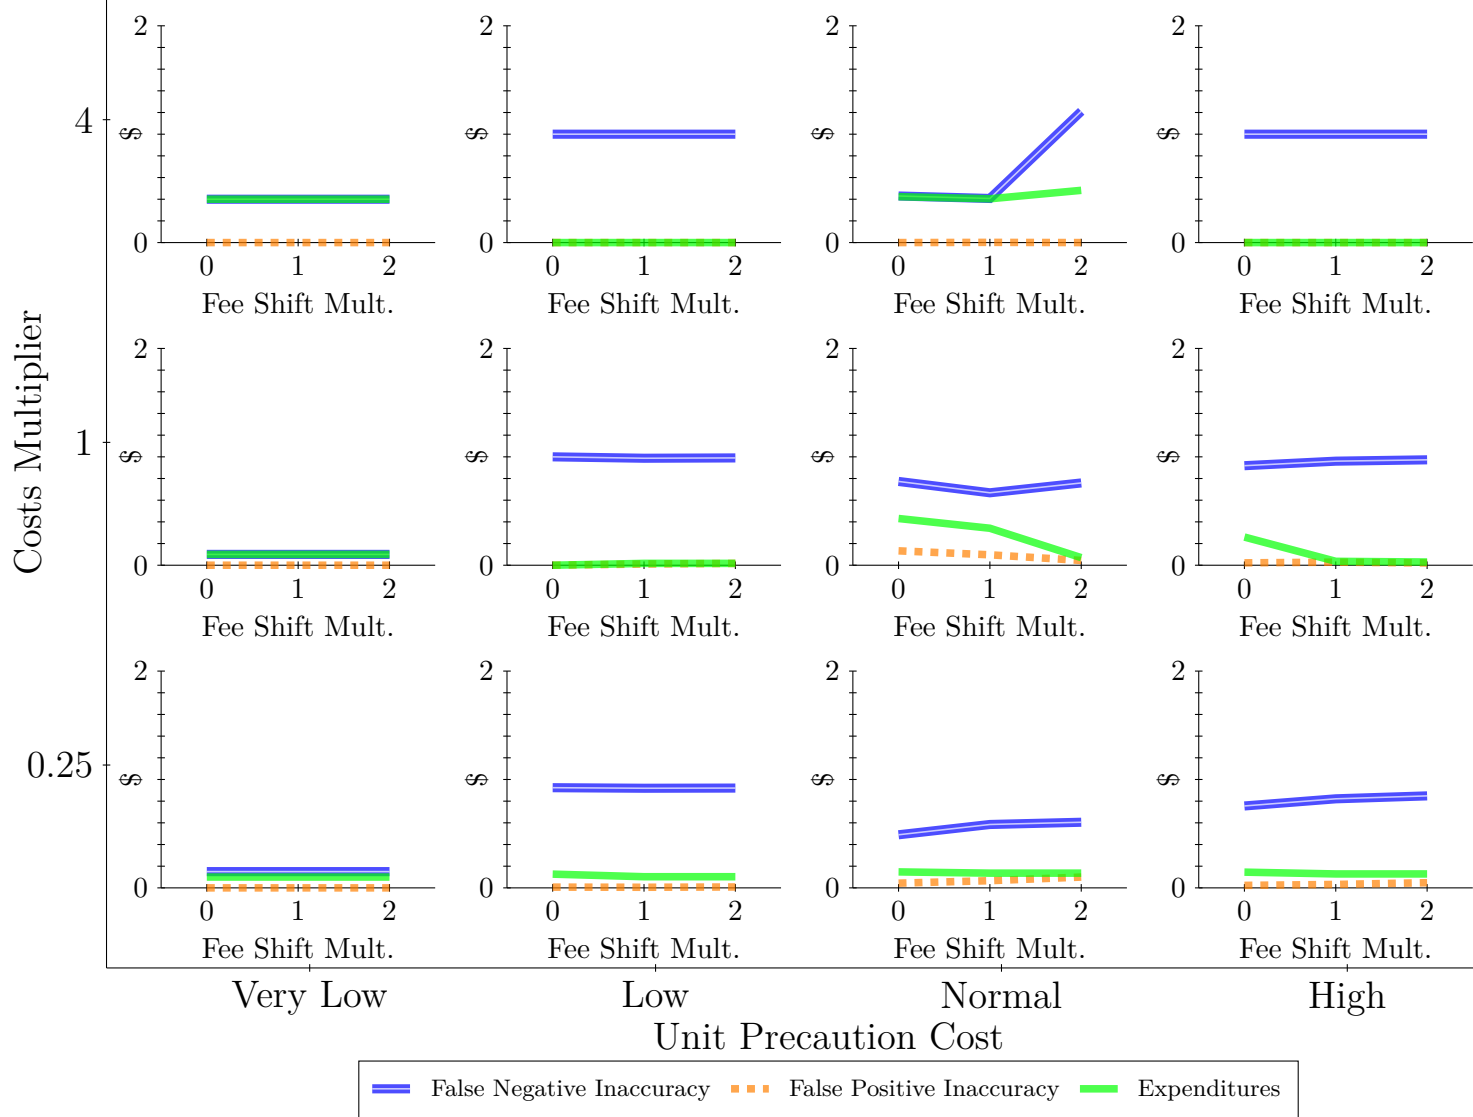 Costs Multiplier
4
2
$
0
0 1 2
Fee Shift Mult.
2
$
0
0 1 2
Fee Shift Mult.
2
$
0
0 1 2
Fee Shift Mult.
2
$
0
0 1 2
Fee Shift Mult.
1
2
$
0
0 1 2
Fee Shift Mult.
2
$
0
0 1 2
Fee Shift Mult.
2
$
0
0 1 2
Fee Shift Mult.
2
$
0
0 1 2
Fee Shift Mult.
0.25
2
$
0
0 1 2
Fee Shift Mult.
2
$
0
0 1 2
Fee Shift Mult.
2
$
0
0 1 2
Fee Shift Mult.
2
$
0
0 1 2
Fee Shift Mult.
Very Low Low Normal High
Unit Precaution Cost
False Negative Inaccuracy False Positive Inaccuracy Expenditures